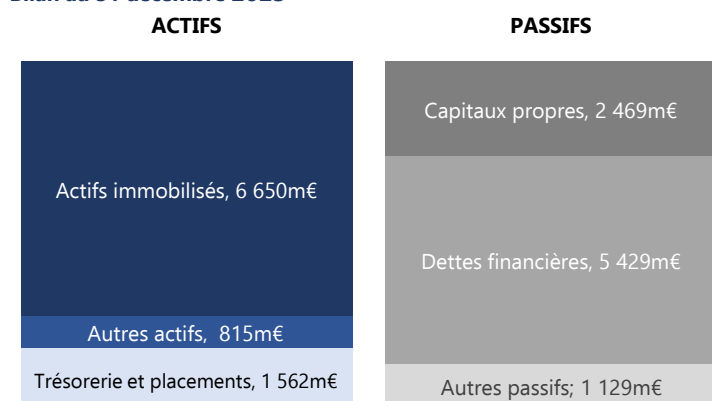 ACTIFS
PASSIFS
Actifs immobilisés, 6 650m€
Autres actifs, 815m€
Trésorerie et placements, 1 562m€
Capitaux propres, 2 469m€
Dettes financières, 5 429m€
Autres passifs; 1 129m€